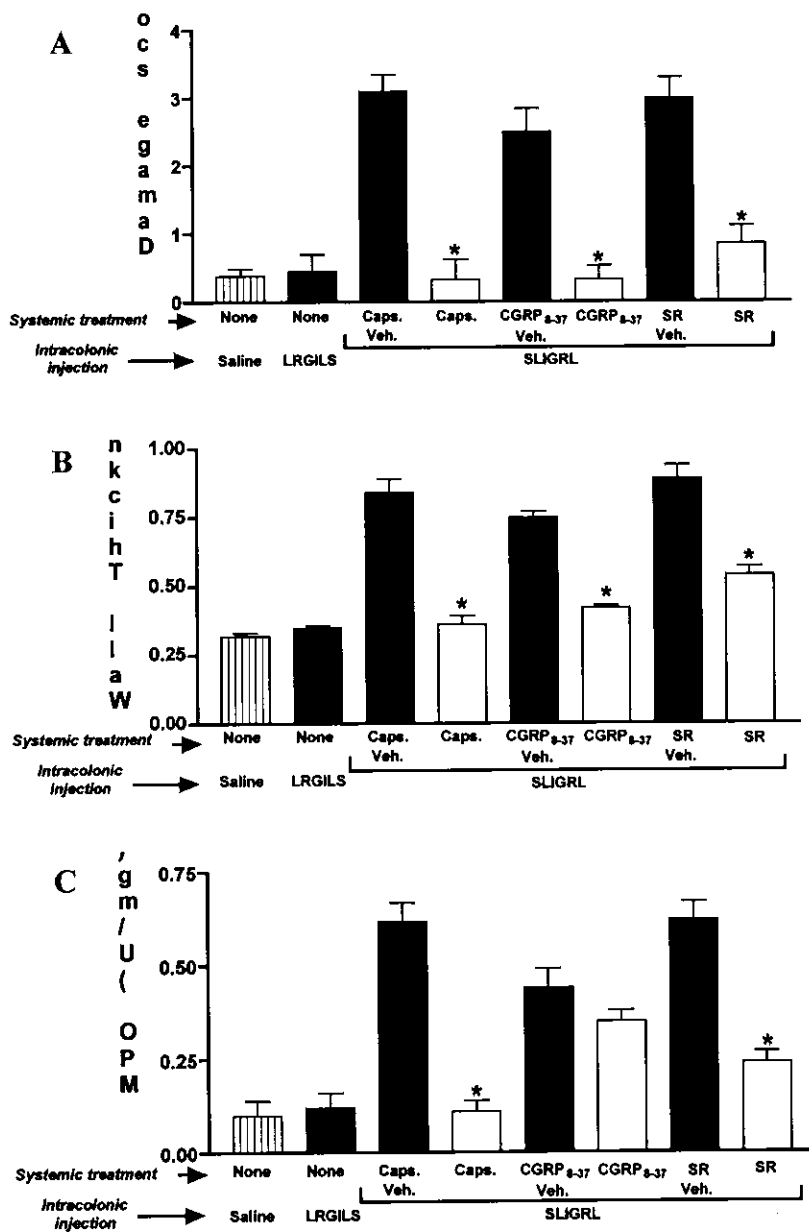 A
Damage sco
4
3
2
1
0
*
*
*
Systemic treatment
None
None
Caps. Veh.
Caps.
CGRP8-37 Veh.
CGRP8-37
SR Veh.
SR
Intracolonic injection
Saline
LRGILS
SLIGRL
B
Wall Thickn
1.00
0.75
0.50
0.25
0.00
*
*
*
Systemic treatment
None
None
Caps. Veh.
Caps.
CGRP8-37 Veh.
CGRP8-37
SR Veh.
SR
Intracolonic injection
Saline
LRGILS
SLIGRL
C
MPO (U/mg,
0.75
0.50
0.25
0.00
*
*
Systemic treatment
None
None
Caps. Veh.
Caps.
CGRP8-37 Veh.
CGRP8-37
SR Veh.
SR
Intracolonic injection
Saline
LRGILS
SLIGRL